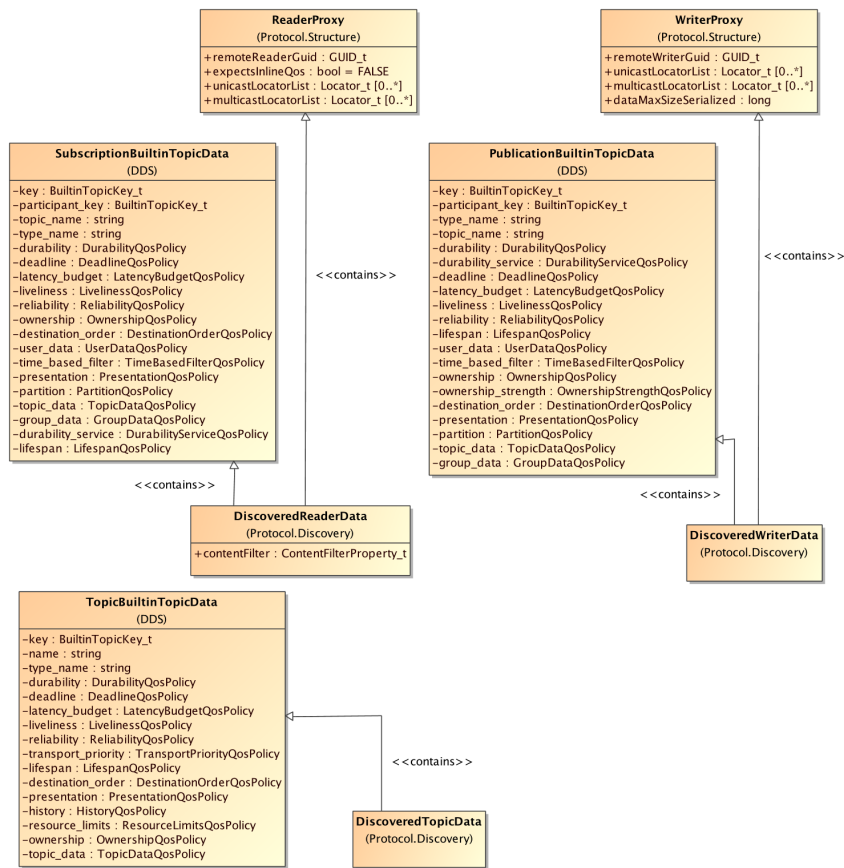 ReaderProxy
(Protocol.Structure)
+remoteReaderGuid : GUID_t
+expectsInlineQos : bool = FALSE
+unicastLocatorList : Locator_t [0..*]
+multicastLocatorList : Locator_t [0..*]
WriterProxy
(Protocol.Structure)
+remoteWriterGuid : GUID_t
+unicastLocatorList : Locator_t [0..*]
+multicastLocatorList : Locator_t [0..*]
+dataMaxSizeSerialized : long
SubscriptionBuiltinTopicData
(DDS)
-key : BuiltinTopicKey_t
-participant_key : BuiltinTopicKey_t
-topic_name : string
-type_name : string
-durability : DurabilityQosPolicy
-deadline : DeadlineQosPolicy
-latency_budget : LatencyBudgetQosPolicy
-liveliness : LivelinessQosPolicy
-reliability : ReliabilityQosPolicy
-ownership : OwnershipQosPolicy
-destination_order : DestinationOrderQosPolicy
-user_data : UserDataQosPolicy
-time_based_filter : TimeBasedFilterQosPolicy
-presentation : PresentationQosPolicy
-partition : PartitionQosPolicy
-topic_data : TopicDataQosPolicy
-group_data : GroupDataQosPolicy
-durability_service : DurabilityServiceQosPolicy
-lifespan : LifespanQosPolicy
<<contains>>
PublicationBuiltinTopicData
(DDS)
-key : BuiltinTopicKey_t
-participant_key : BuiltinTopicKey_t
-type_name : string
-topic_name : string
-durability : DurabilityQosPolicy
-durability_service : DurabilityServiceQosPolicy
-deadline : DeadlineQosPolicy
-latency_budget : LatencyBudgetQosPolicy
-liveliness : LivelinessQosPolicy
-reliability : ReliabilityQosPolicy
-lifespan : LifespanQosPolicy
-user_data : UserDataQosPolicy
-time_based_filter : TimeBasedFilterQosPolicy
-ownership : OwnershipQosPolicy
-ownership_strength : OwnershipStrengthQosPolicy
-destination_order : DestinationOrderQosPolicy
-presentation : PresentationQosPolicy
-partition : PartitionQosPolicy
-topic_data : TopicDataQosPolicy
-group_data : GroupDataQosPolicy
<<contains>>
<<contains>>
<<contains>>
DiscoveredReaderData
(Protocol.Discovery)
+contentFilter : ContentFilterProperty_t
DiscoveredWriterData
(Protocol.Discovery)
TopicBuiltinTopicData
(DDS)
-key : BuiltinTopicKey_t
-name : string
-type_name : string
-durability : DurabilityQosPolicy
-deadline : DeadlineQosPolicy
-latency_budget : LatencyBudgetQosPolicy
-liveliness : LivelinessQosPolicy
-reliability : ReliabilityQosPolicy
-transport_priority : TransportPriorityQosPolicy
-lifespan : LifespanQosPolicy
-destination_order : DestinationOrderQosPolicy
-presentation : PresentationQosPolicy
-history : HistoryQosPolicy
-resource_limits : ResourceLimitsQosPolicy
-ownership : OwnershipQosPolicy
-topic_data : TopicDataQosPolicy
<<contains>>
DiscoveredTopicData
(Protocol.Discovery)